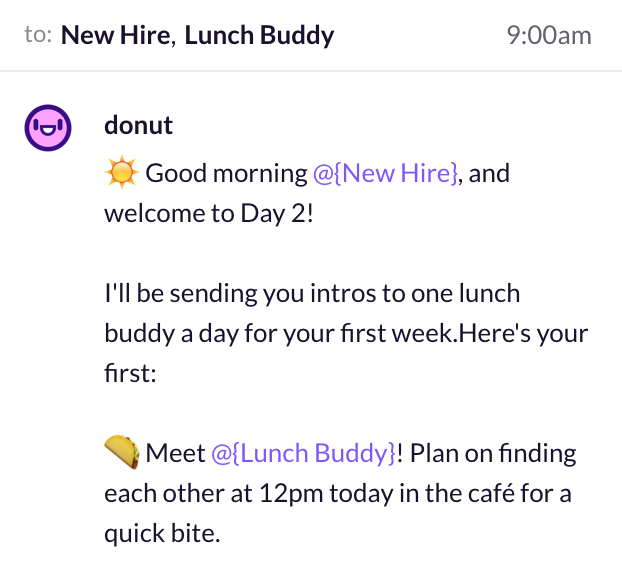 to: New Hire, Lunch Buddy 9:00am
donut
☀️ Good morning @{New Hire}, and
welcome to Day 2!
I'll be sending you intros to one lunch
buddy a day for your first week.Here's your
first:
🌮 Meet @{Lunch Buddy}! Plan on finding
each other at 12pm today in the café for a
quick bite.